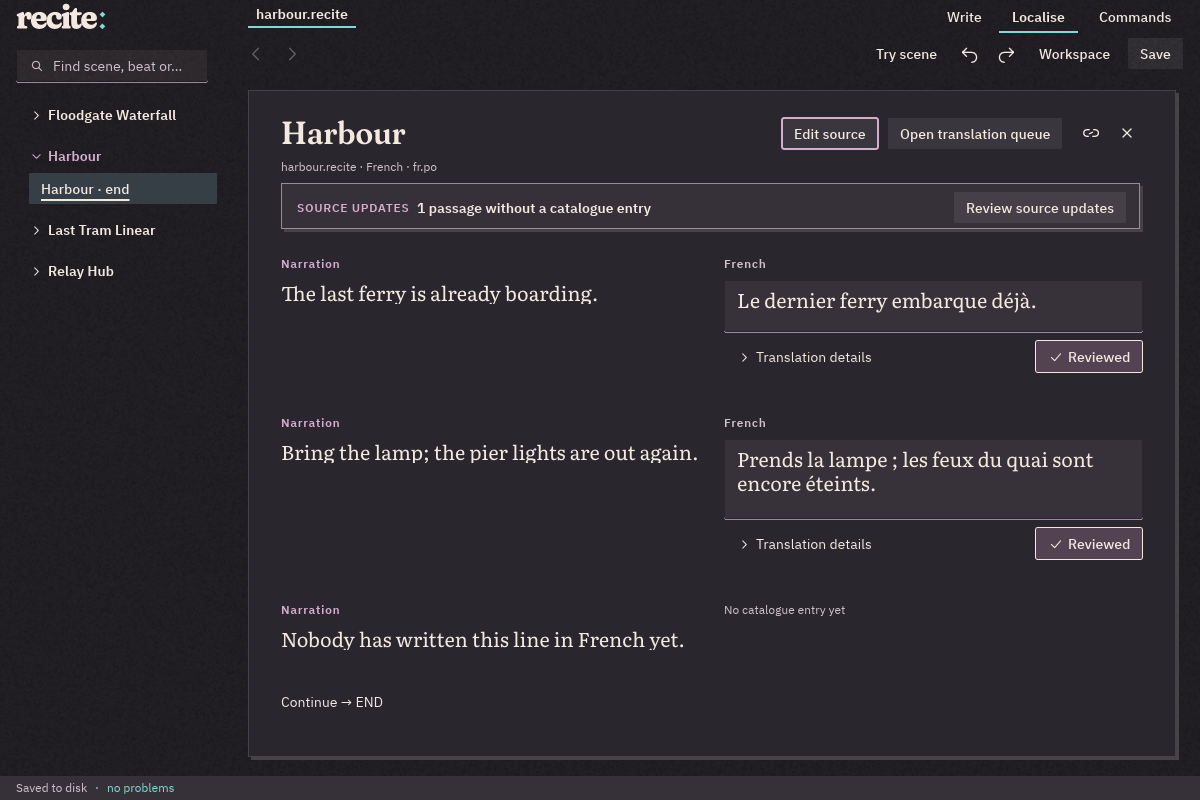 recite:
harbour.recite
Write
Localise
Commands
Find scene, beat or...
Try scene
Workspace
Save
Floodgate Waterfall
Harbour
Harbour · end
Last Tram Linear
Relay Hub
Harbour
Edit source
Open translation queue
harbour.recite · French · fr.po
SOURCE UPDATES 1 passage without a catalogue entry
Review source updates
Narration
The last ferry is already boarding.
French
Le dernier ferry embarque déjà.
Translation details
Reviewed
Narration
Bring the lamp; the pier lights are out again.
French
Prends la lampe ; les feux du quai sont
encore éteints.
Translation details
Reviewed
Narration
Nobody has written this line in French yet.
No catalogue entry yet
Continue → END
Saved to disk · no problems